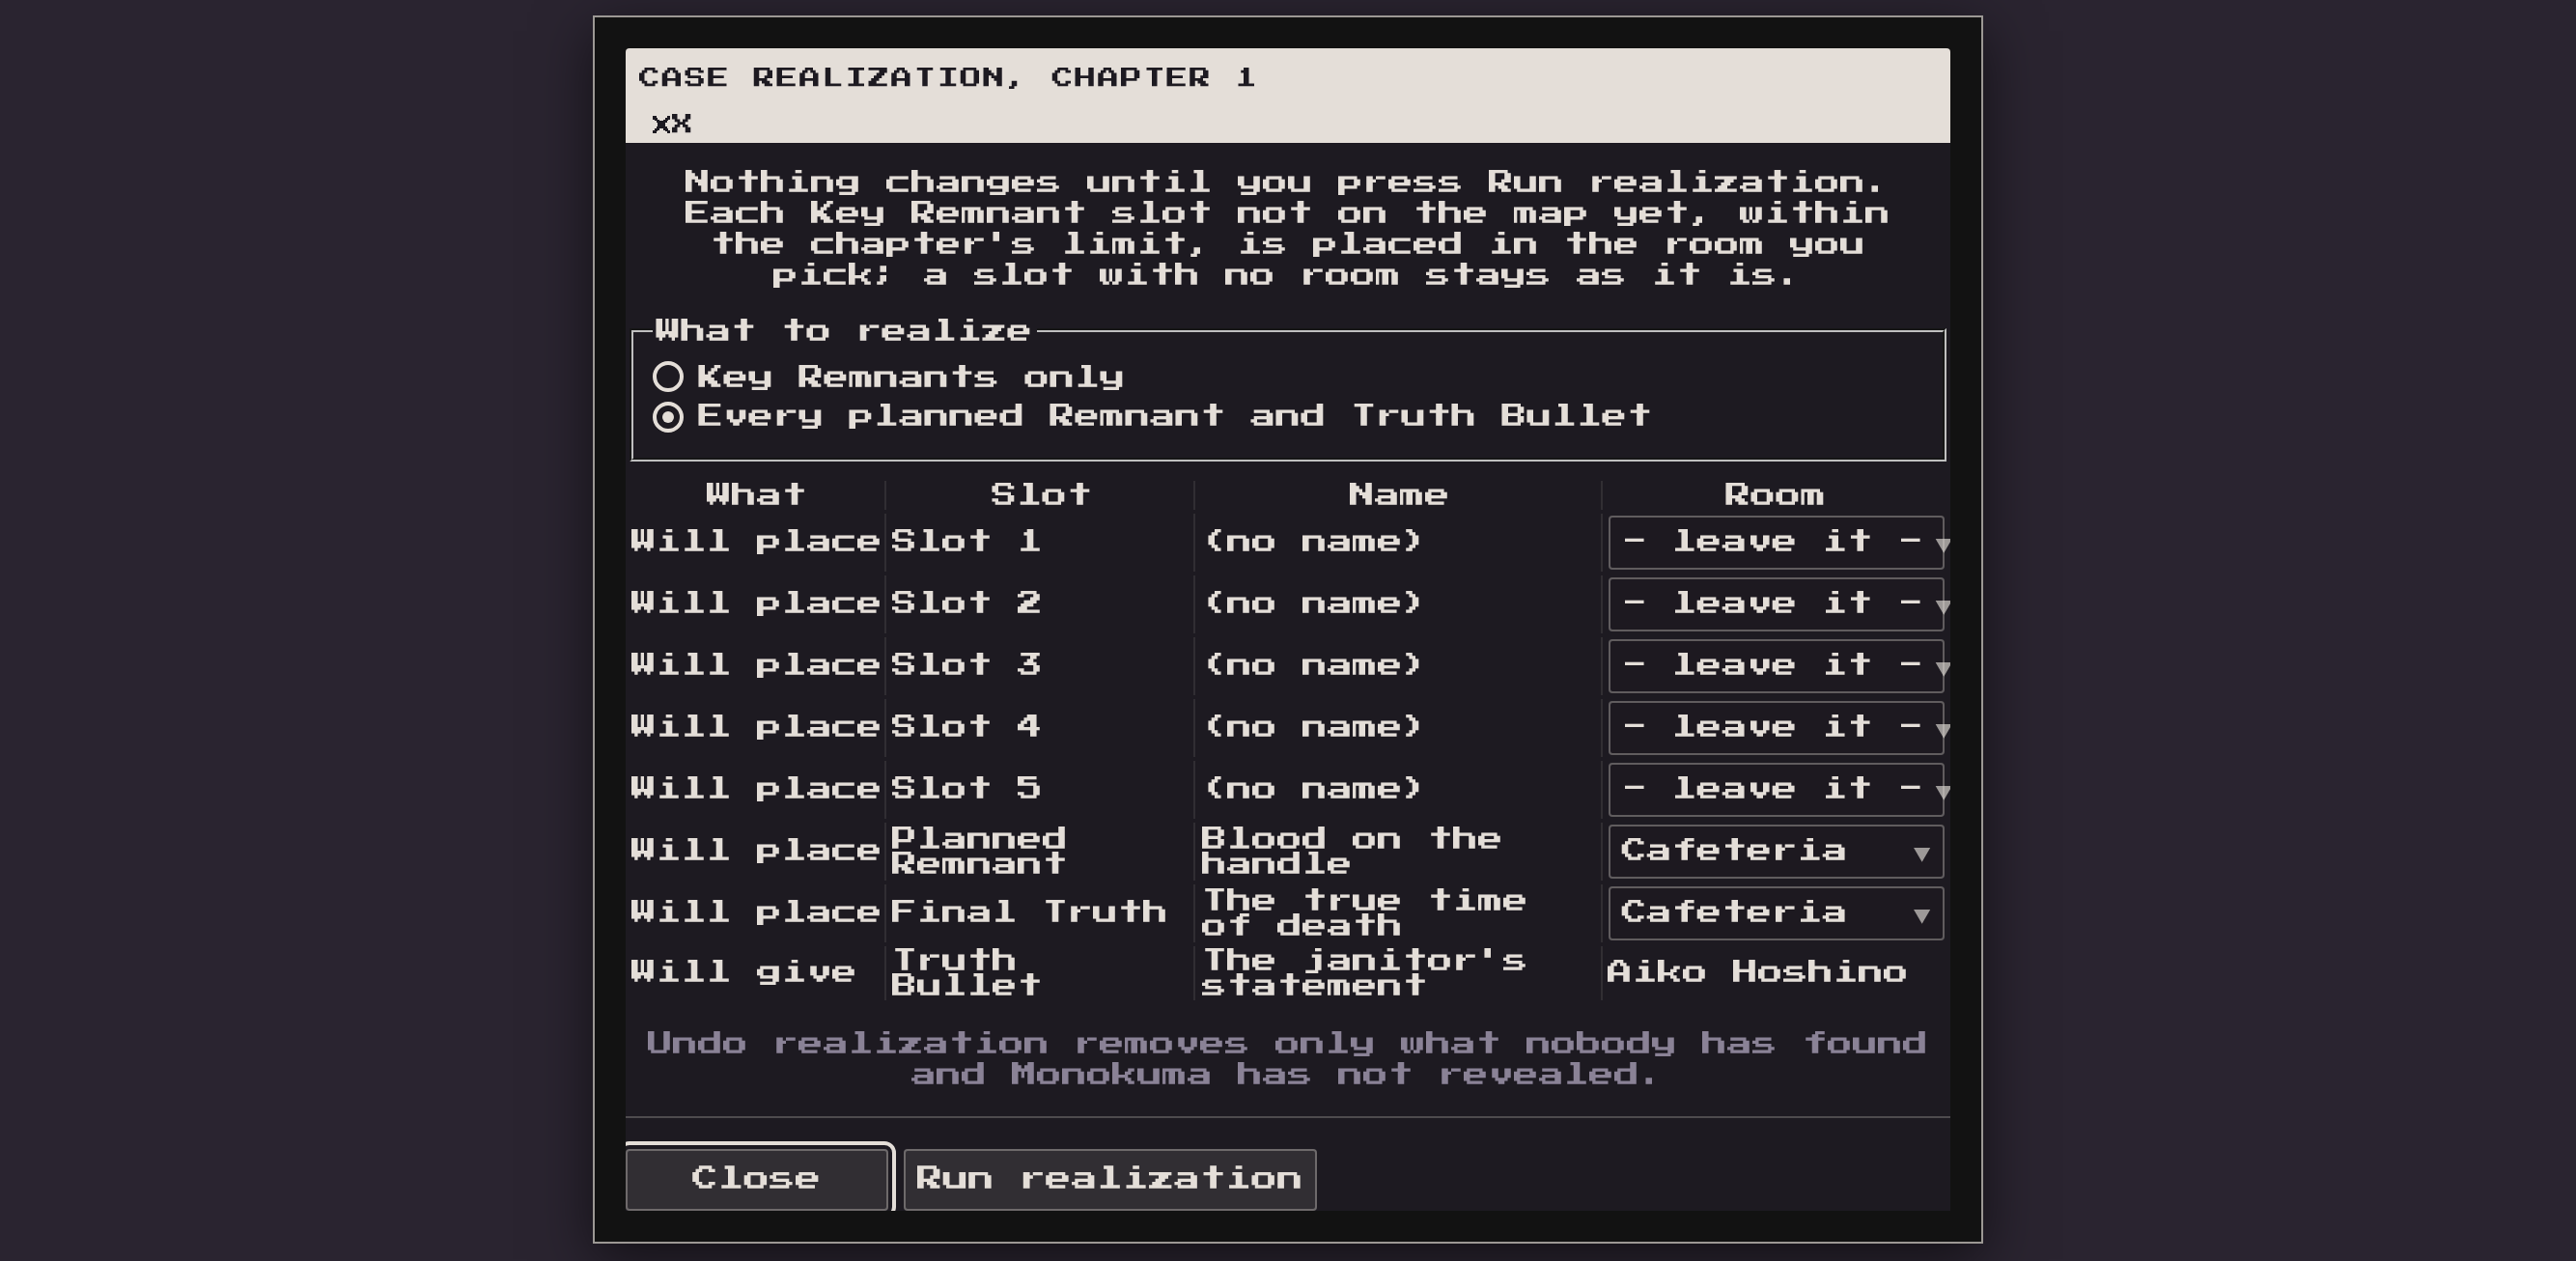 CASE REALIZATION, CHAPTER 1
xX
Nothing changes until you press Run realization.
Each Key Remnant slot not on the map yet, within
the chapter's limit, is placed in the room you
pick; a slot with no room stays as it is.
What to realize
Key Remnants only
Every planned Remnant and Truth Bullet
What Slot Name Room
Will place Slot 1 (no name) - leave it -
Will place Slot 2 (no name) - leave it -
Will place Slot 3 (no name) - leave it -
Will place Slot 4 (no name) - leave it -
Will place Slot 5 (no name) - leave it -
Will place Planned Remnant Blood on the handle Cafeteria
Will place Final Truth The true time of death Cafeteria
Will give Truth Bullet The janitor's statement Aiko Hoshino
Undo realization removes only what nobody has found
and Monokuma has not revealed.
Close Run realization